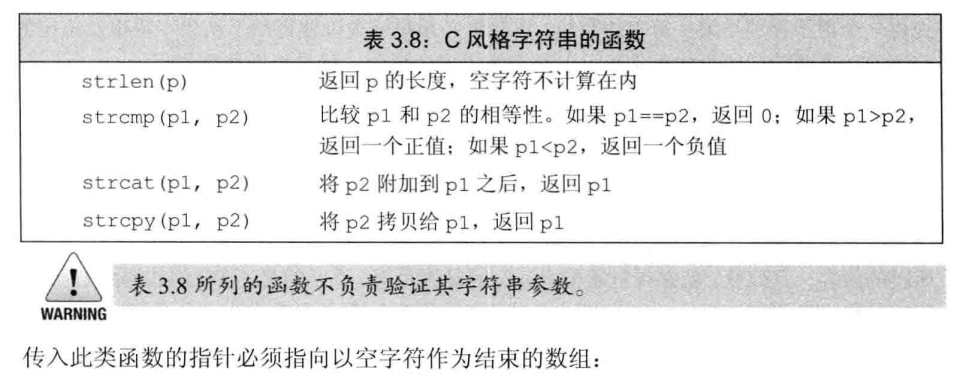 表 3.8：C 风格字符串的函数
strlen(p) 返回 p 的长度，空字符不计算在内
strcmp(p1, p2) 比较 p1 和 p2 的相等性。如果 p1==p2，返回 0；如果 p1>p2，
返回一个正值；如果 p1<p2，返回一个负值
strcat(p1, p2) 将 p2 附加到 p1 之后，返回 p1
strcpy(p1, p2) 将 p2 拷贝给 p1，返回 p1
! 表 3.8 所列的函数不负责验证其字符串参数。
WARNING
传入此类函数的指针必须指向以空字符作为结束的数组：